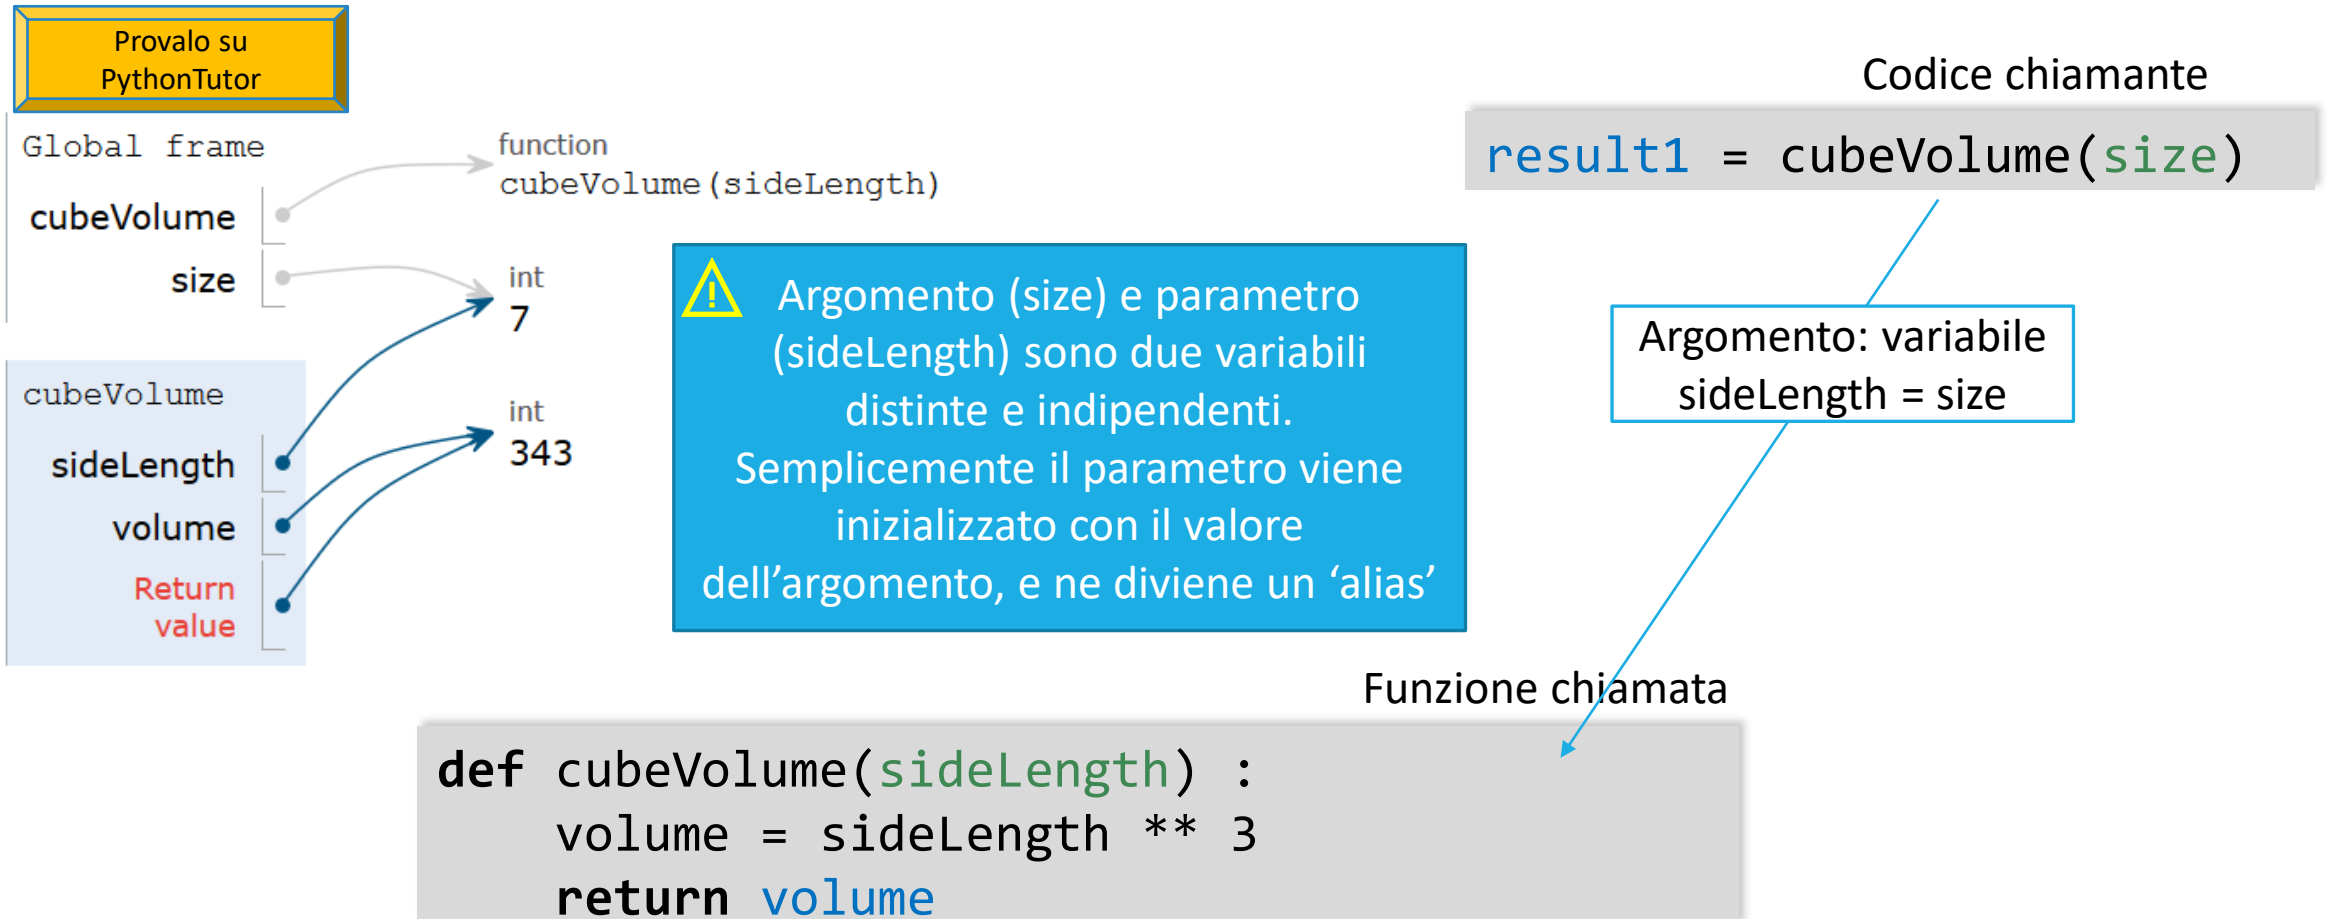 Provalo su
PythonTutor
Global frame
cubeVolume
size
function
cubeVolume(sideLength)
int
7
int
343
cubeVolume
sideLength
volume
Return
value
! Argomento (size) e parametro
(sideLength) sono due variabili
distinte e indipendenti.
Semplicemente il parametro viene
inizializzato con il valore
dell’argomento, e ne diviene un ‘alias’
Codice chiamante
result1 = cubeVolume(size)
Argomento: variabile
sideLength = size
Funzione chiamata
def cubeVolume(sideLength) :
    volume = sideLength ** 3
    return volume